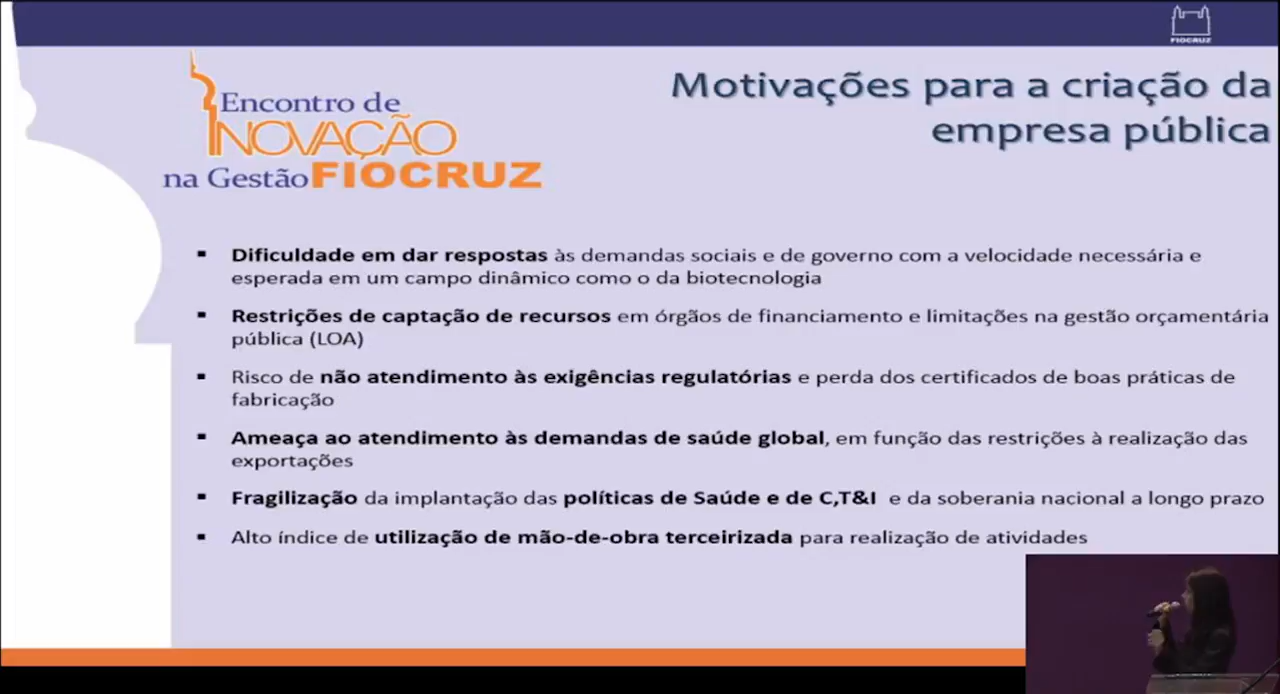 FIOCRUZ
Encontro de
INOVAÇÃO
na Gestão FIOCRUZ
Motivações para a criação da
empresa pública
▪ Dificuldade em dar respostas às demandas sociais e de governo com a velocidade necessária e
esperada em um campo dinâmico como o da biotecnologia
▪ Restrições de captação de recursos em órgãos de financiamento e limitações na gestão orçamentária
pública (LOA)
▪ Risco de não atendimento às exigências regulatórias e perda dos certificados de boas práticas de
fabricação
▪ Ameaça ao atendimento às demandas de saúde global, em função das restrições à realização das
exportações
▪ Fragilização da implantação das políticas de Saúde e de C,T&I e da soberania nacional a longo prazo
▪ Alto índice de utilização de mão-de-obra terceirizada para realização de atividades